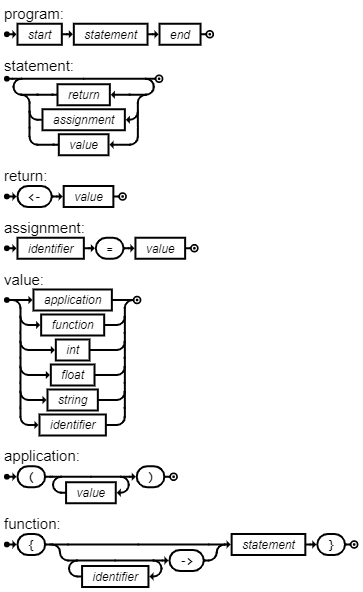 program:
start statement end
statement:
return
assignment
value
return:
<- value
assignment:
identifier = value
value:
application
function
int
float
string
identifier
application:
( )
value
function:
{ statement }
->
identifier